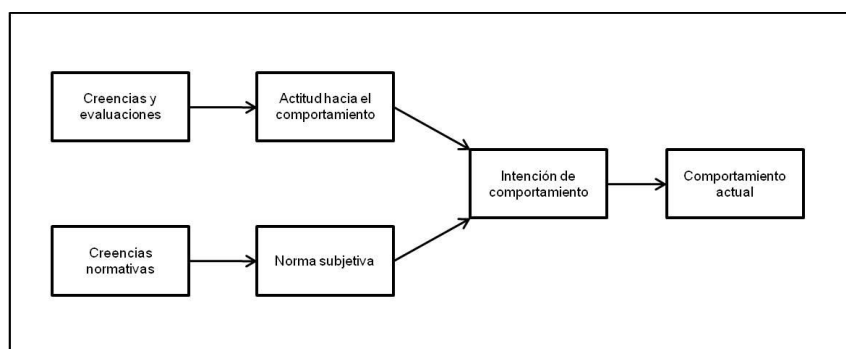 Creencias y
evaluaciones
Actitud hacia el
comportamiento
Intención de
comportamiento
Comportamiento
actual
Creencias
normativas
Norma subjetiva